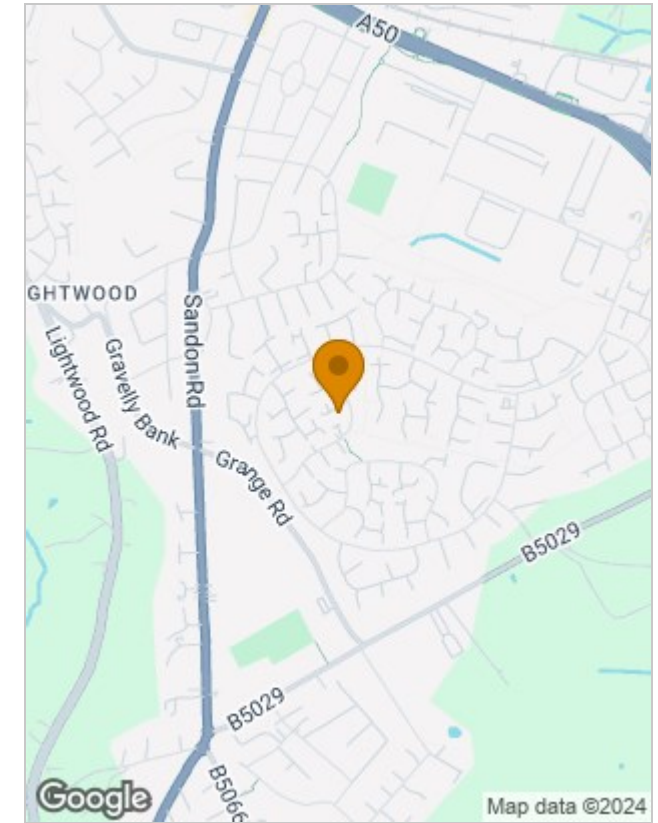 A50
GHTWOOD
Sandon Rd
Lightwood Rd
Gravelly Bank
Grange Rd
B5029
B5029
B5066
Google
Map data ©2024